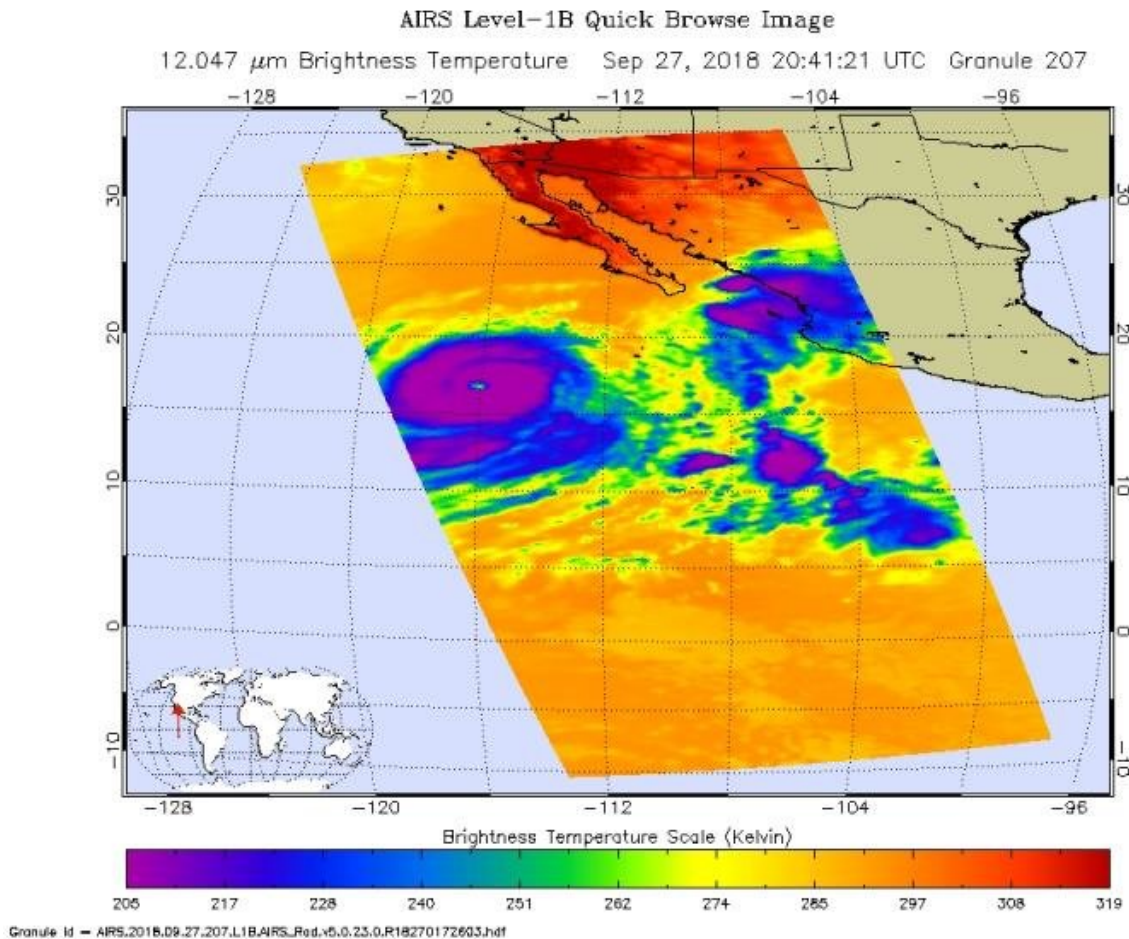 AIRS Level-1B Quick Browse Image
12.047 μm Brightness Temperature Sep 27, 2018 20:41:21 UTC Granule 207
-128 -120 -112 -104 -96
30 30
20 20
10 10
0 0
-10 -10
-128 -120 -112 -104 -96
Brightness Temperature Scale (Kelvin)
205 217 228 240 251 262 274 285 297 308 319
Granule Id - AIRS.2018.09.27.207.L1B.AIRS_Rad.v5.0.23.0.R18270172603.hdf